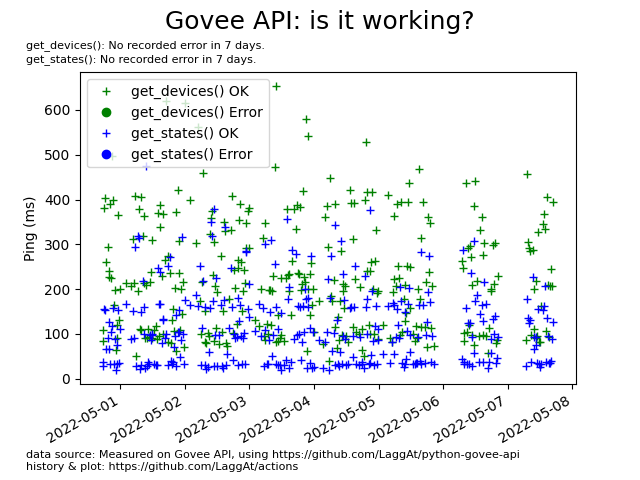 Govee API: is it working?
get_devices(): No recorded error in 7 days.
get_states(): No recorded error in 7 days.
get_devices() OK
get_devices() Error
get_states() OK
get_states() Error
600
500
400
300
200
100
0
Ping (ms)
2022-05-01
2022-05-02
2022-05-03
2022-05-04
2022-05-05
2022-05-06
2022-05-07
2022-05-08
data source: Measured on Govee API, using https://github.com/LaggAt/python-govee-api
history & plot: https://github.com/LaggAt/actions